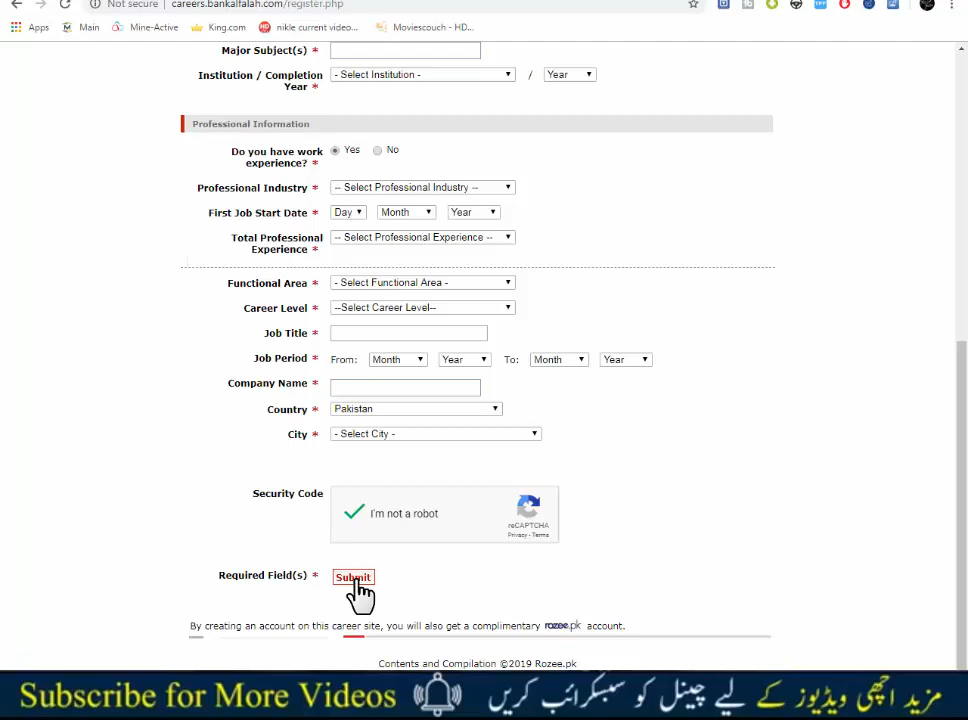 Not secure | careers.bankalfalah.com/register.php
Apps Main Mine-Active King.com nikle current video... Moviescouch - HD...
Major Subject(s) *
Institution / Completion Year * - Select Institution - / Year
Professional Information
Do you have work experience? * Yes No
Professional Industry * -- Select Professional Industry --
First Job Start Date * Day Month Year
Total Professional Experience * -- Select Professional Experience --
Functional Area * - Select Functional Area -
Career Level * --Select Career Level--
Job Title *
Job Period * From: Month Year To: Month Year
Company Name *
Country * Pakistan
City * - Select City -
Security Code I'm not a robot
reCAPTCHA
Privacy - Terms
Required Field(s) * Submit
By creating an account on this career site, you will also get a complimentary rozee.pk account.
Contents and Compilation ©2019 Rozee.pk
Subscribe for More Videos مزید اچھی ویڈیوز کے لیے چینل کو سبسکرائب کریں